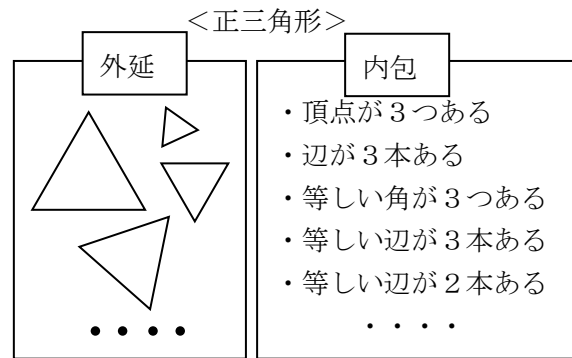 ＜正三角形＞
外延
内包
・頂点が３つある
・辺が３本ある
・等しい角が３つある
・等しい辺が３本ある
・等しい辺が２本ある
・・・・